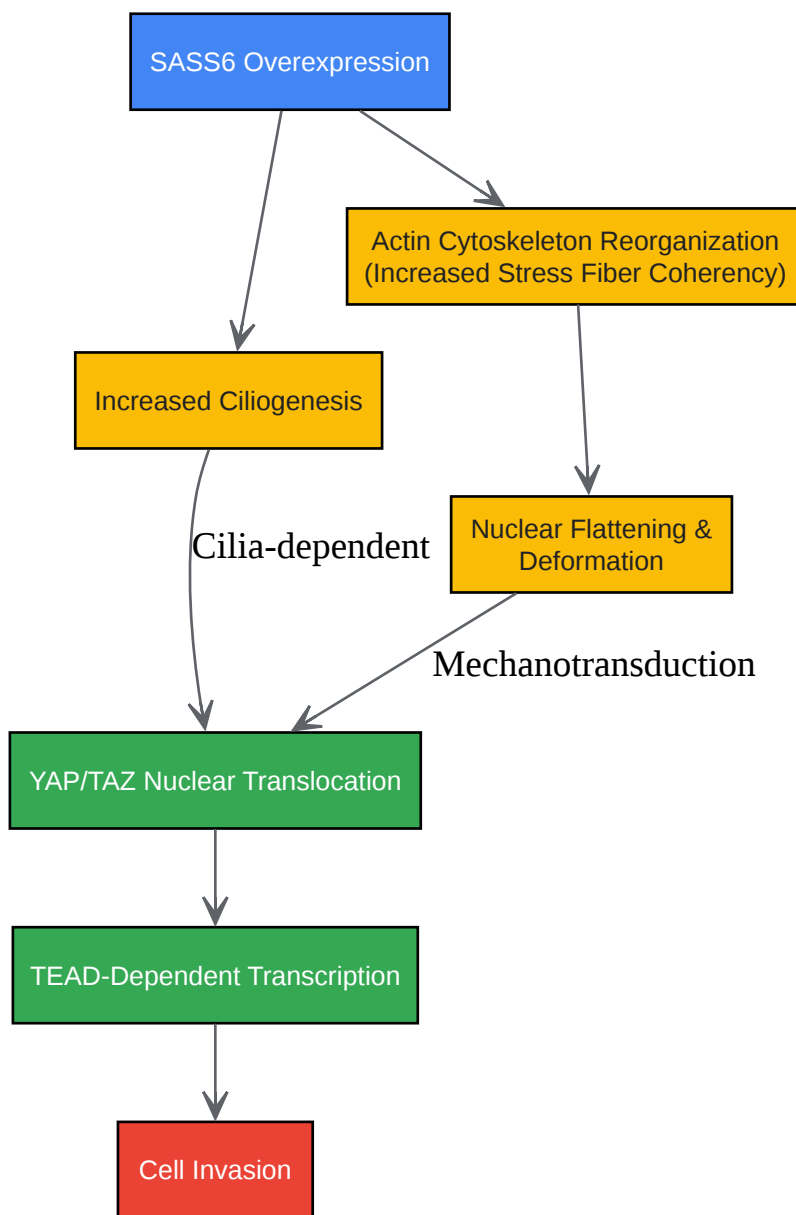 SASS6 Overexpression
Actin Cytoskeleton Reorganization
(Increased Stress Fiber Coherency)
Increased Ciliogenesis
Cilia-dependent
Nuclear Flattening &
Deformation
Mechanotransduction
YAP/TAZ Nuclear Translocation
TEAD-Dependent Transcription
Cell Invasion